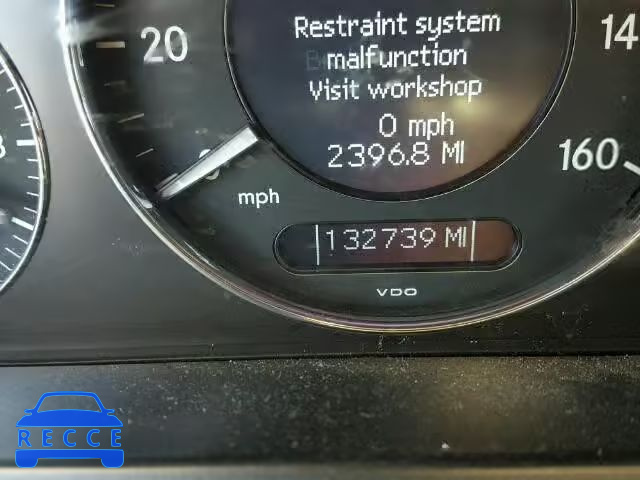 20
14
Restraint system
malfunction
Visit workshop
0 mph
2396.8 MI
160
mph
132739 MI
VDO
RECCE